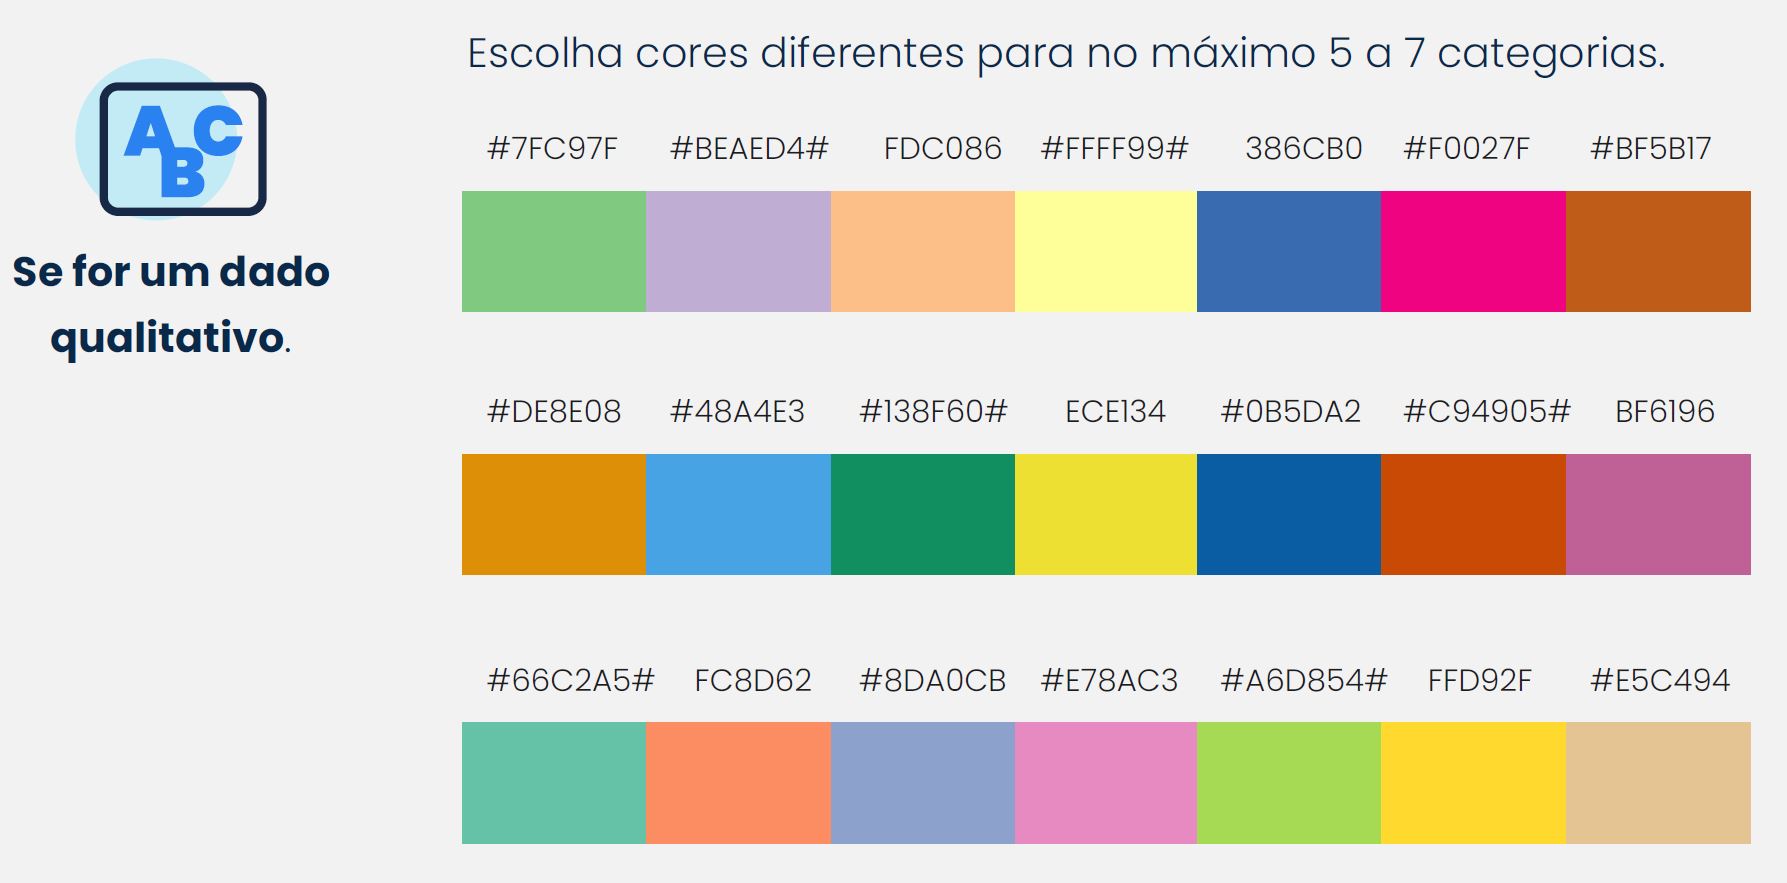 Escolha cores diferentes para no máximo 5 a 7 categorias.
ABC
Se for um dado
qualitativo.
#7FC97F #BEAED4# FDC086 #FFFF99# 386CB0 #F0027F #BF5B17
#DE8E08 #48A4E3 #138F60# ECE134 #0B5DA2 #C94905# BF6196
#66C2A5# FC8D62 #8DA0CB #E78AC3 #A6D854# FFD92F #E5C494